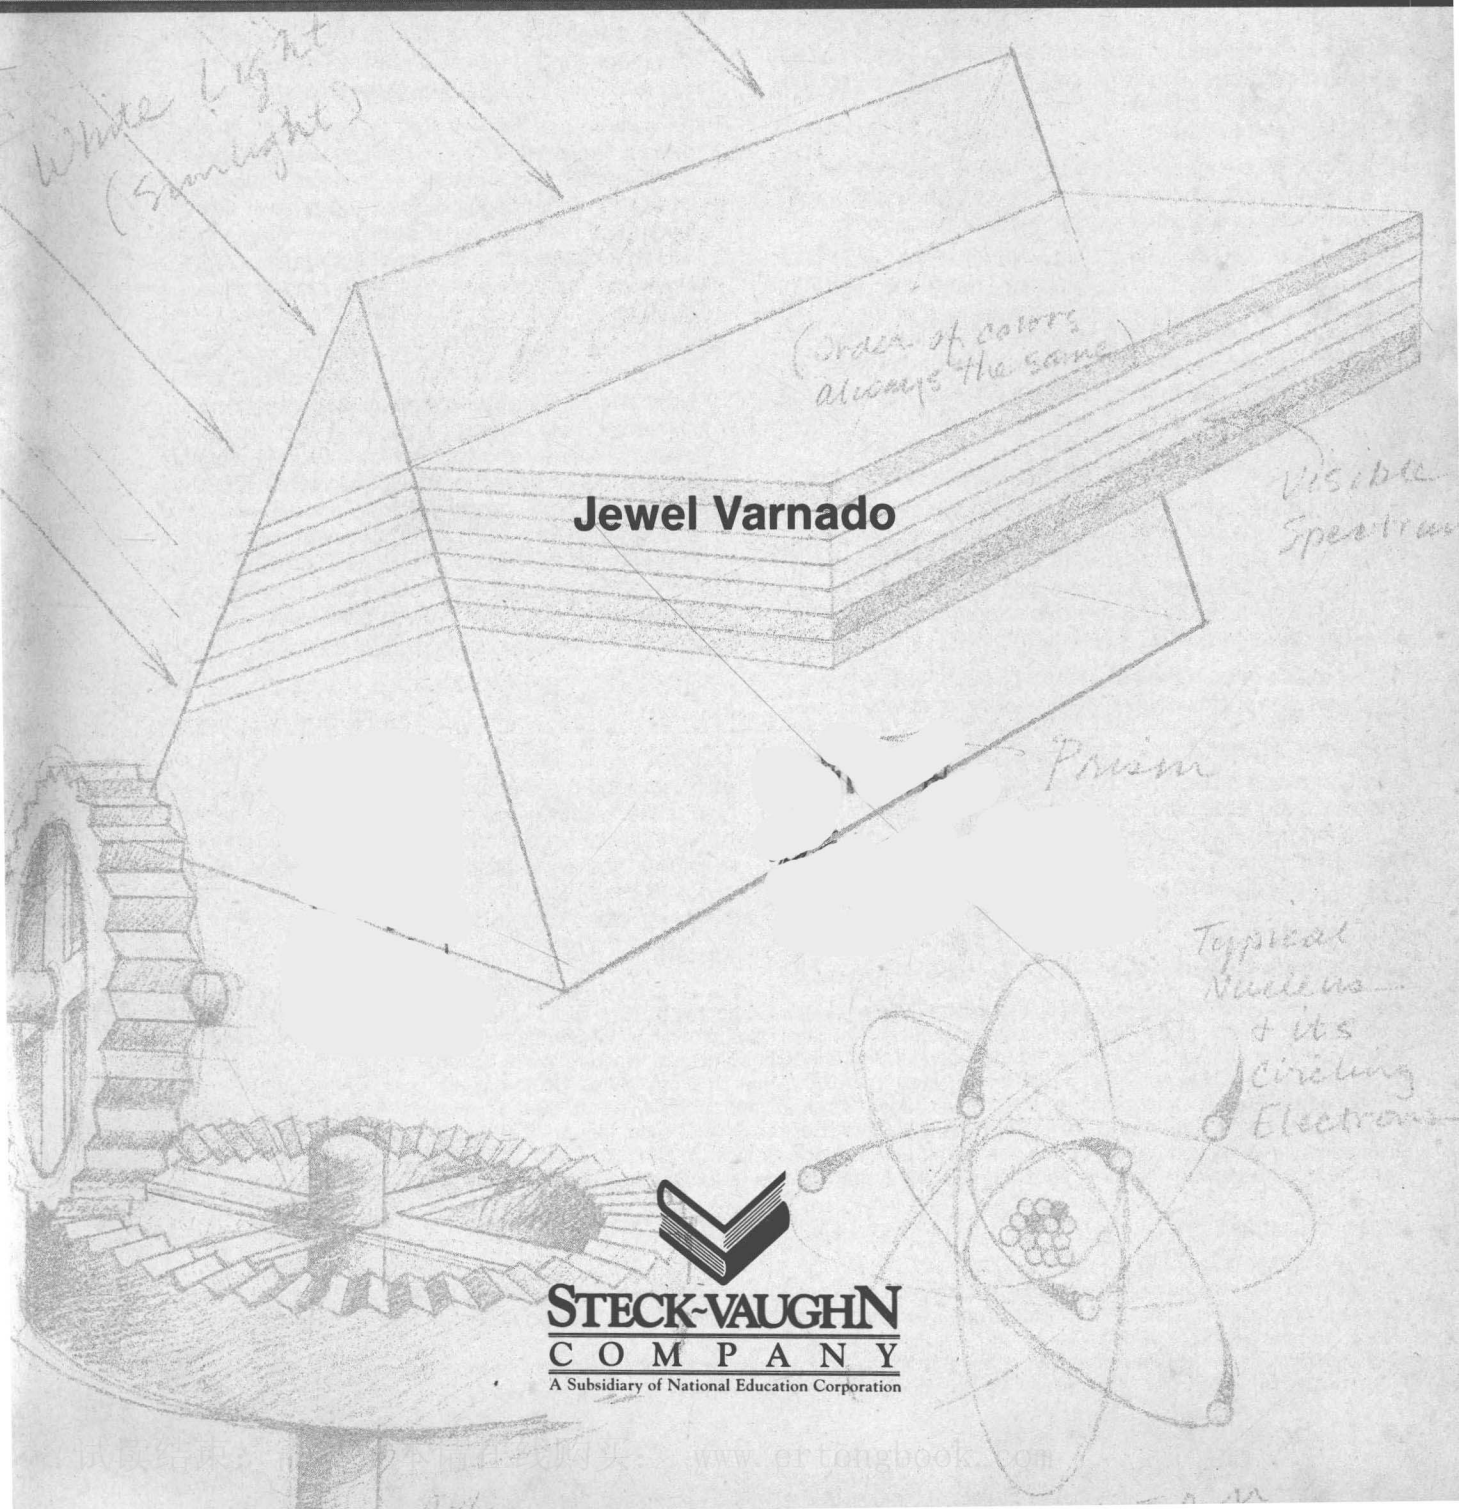 White Light
(Sunlight)
(Order of colors
always the same)
Visible
Spectrum
Jewel Varnado
Prism
Typical
Nucleus
+ its
Circling
Electrons
STECK~VAUGHN
COMPANY
A Subsidiary of National Education Corporation
www.ertongbook.com